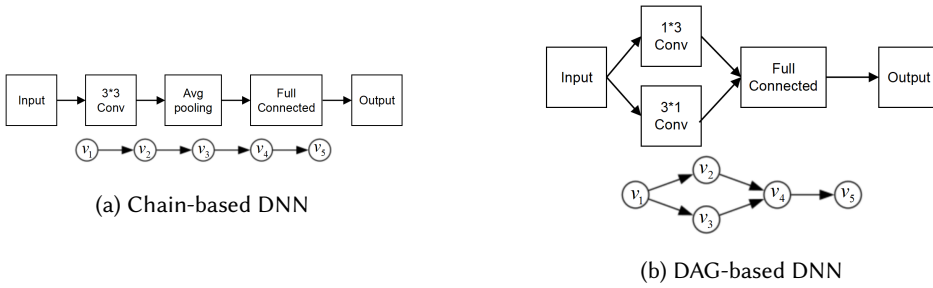 Input
3*3
Conv
Avg
pooling
Full
Connected
Output
v1
v2
v3
v4
v5
(a) Chain-based DNN
Input
1*3
Conv
3*1
Conv
Full
Connected
Output
v1
v2
v3
v4
v5
(b) DAG-based DNN